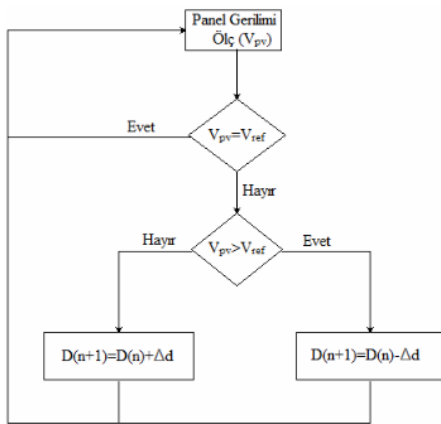 Panel Gerilimi
Ölç (Vpv)
Evet
Vpv=Vref
Hayır
Hayır
Vpv>Vref
Evet
D(n+1)=D(n)+Δd
D(n+1)=D(n)-Δd